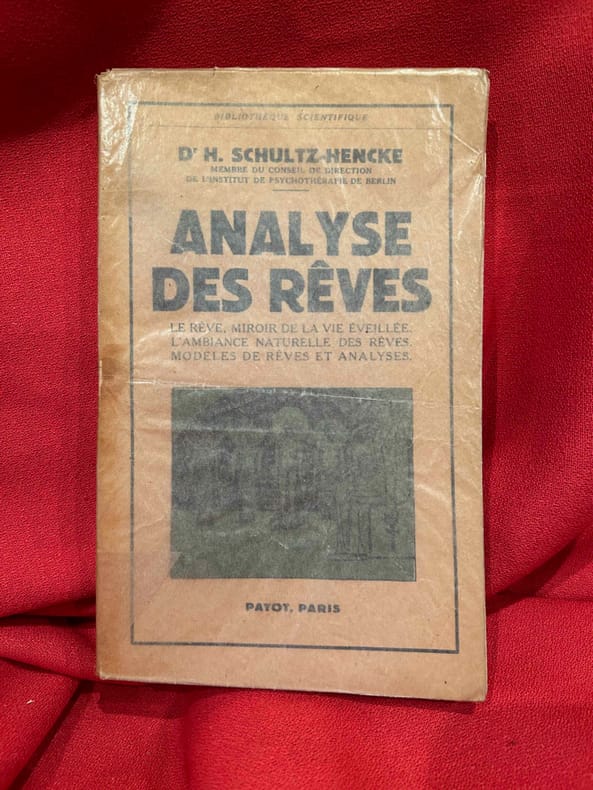 BIBLIOTHÈQUE SCIENTIFIQUE
Dr H. SCHULTZ-HENCKE
MEMBRE DU CONSEIL DE DIRECTION
DE L'INSTITUT DE PSYCHOTHÉRAPIE DE BERLIN
ANALYSE
DES RÊVES
LE RÊVE, MIROIR DE LA VIE ÉVEILLÉE.
L'AMBIANCE NATURELLE DES RÊVES.
MODÈLES DE RÊVES ET ANALYSES.
PAYOT, PARIS